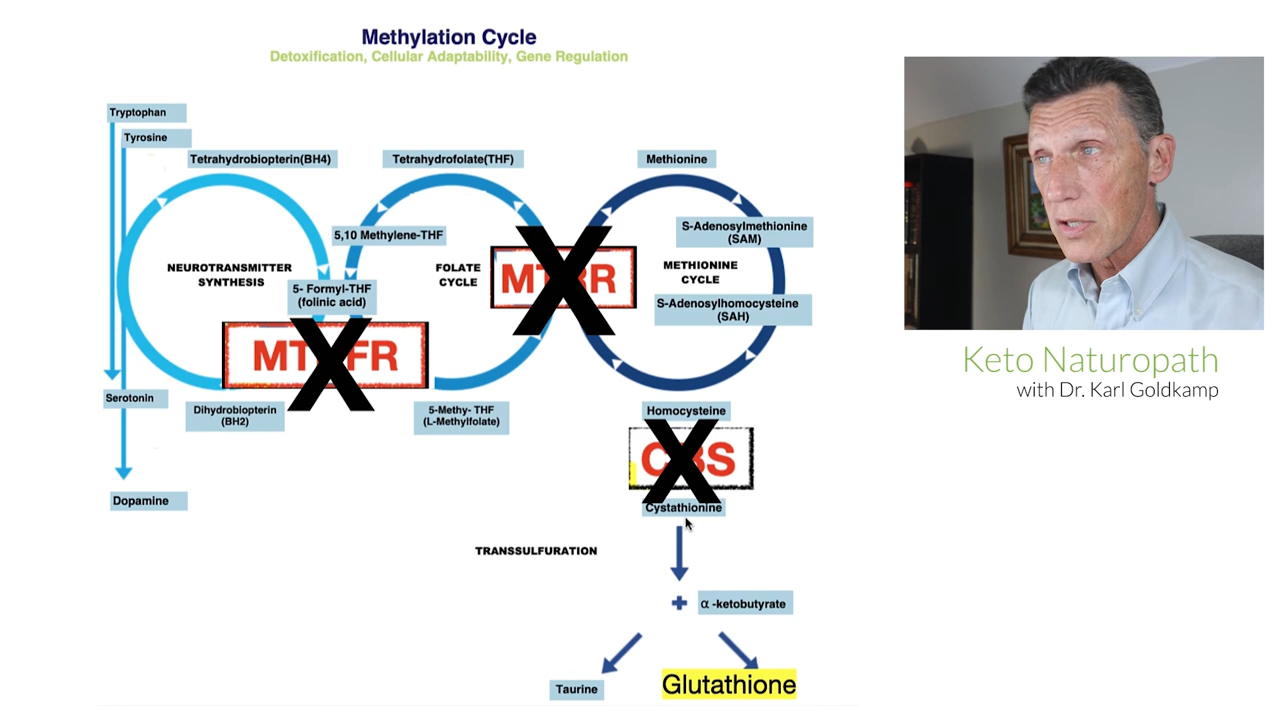 Methylation Cycle
Detoxification, Cellular Adaptability, Gene Regulation
Tryptophan
Tyrosine
Tetrahydrobiopterin(BH4)
Tetrahydrofolate(THF)
Methionine
5,10 Methylene-THF
S-Adenosylmethionine
(SAM)
NEUROTRANSMITTER
SYNTHESIS
FOLATE
CYCLE
METHIONINE
CYCLE
5- Formyl-THF
(folinic acid)
S-Adenosylhomocysteine
(SAH)
Serotonin
Dihydrobiopterin
(BH2)
5-Methy- THF
(L-Methylfolate)
Homocysteine
Cystathionine
Dopamine
TRANSSULFURATION
+ α -ketobutyrate
Taurine
Glutathione
Keto Naturopath
with Dr. Karl Goldkamp